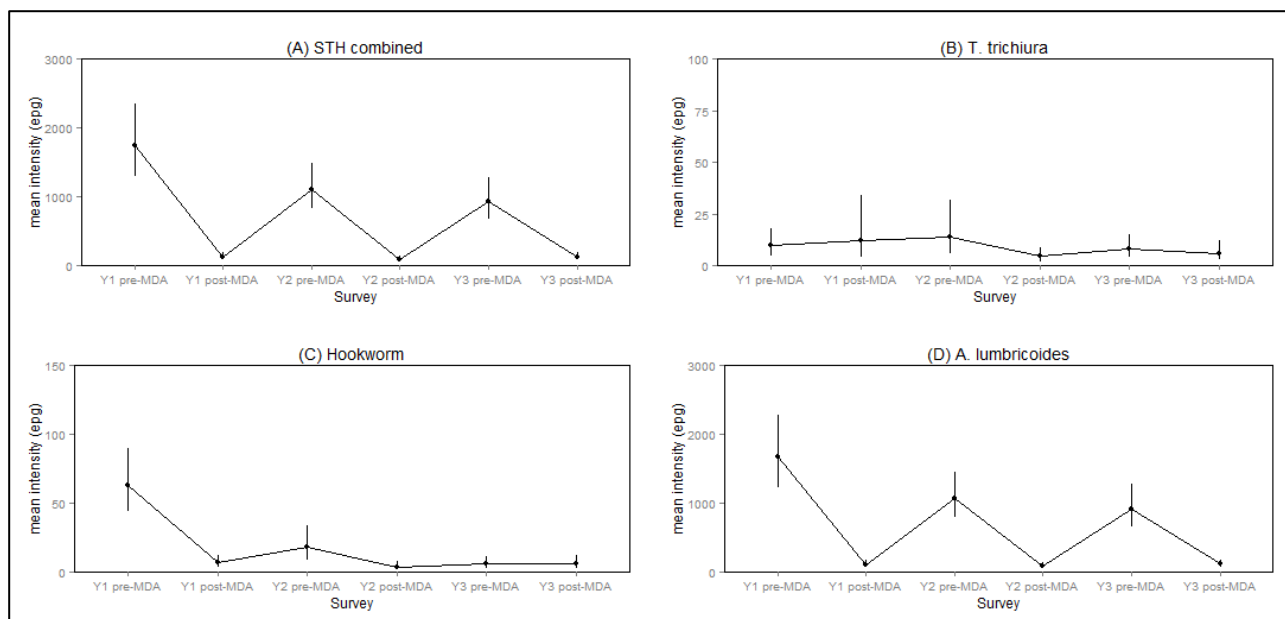 (A) STH combined
3000
2000
1000
0
mean intensity (epg)
Y1 pre-MDA Y1 post-MDA Y2 pre-MDA Y2 post-MDA Y3 pre-MDA Y3 post-MDA
Survey
(B) T. trichiura
100
75
50
25
0
mean intensity (epg)
Y1 pre-MDA Y1 post-MDA Y2 pre-MDA Y2 post-MDA Y3 pre-MDA Y3 post-MDA
Survey
(C) Hookworm
150
100
50
0
mean intensity (epg)
Y1 pre-MDA Y1 post-MDA Y2 pre-MDA Y2 post-MDA Y3 pre-MDA Y3 post-MDA
Survey
(D) A. lumbricoides
3000
2000
1000
0
mean intensity (epg)
Y1 pre-MDA Y1 post-MDA Y2 pre-MDA Y2 post-MDA Y3 pre-MDA Y3 post-MDA
Survey